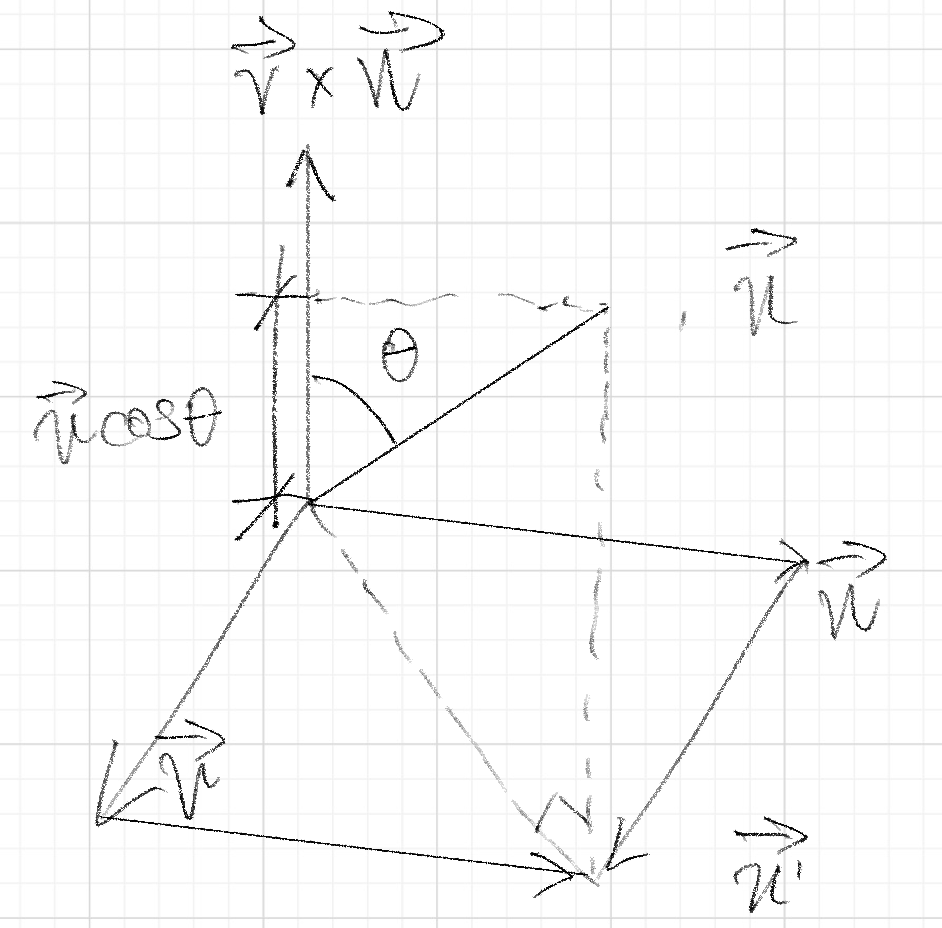 v⃗ × w⃗
u⃗
θ
u⃗ cosθ
w⃗
v⃗
u⃗'